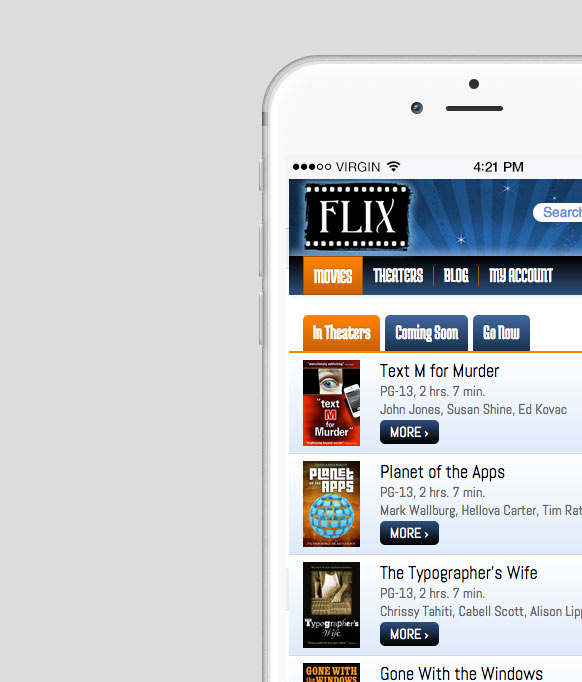 VIRGIN 4:21 PM
FLIX
Search
MOVIES THEATERS BLOG MY ACCOUNT
In Theaters Coming Soon Go Now
"text
M
for
Murder"
Text M for Murder
PG-13, 2 hrs. 7 min.
John Jones, Susan Shine, Ed Kovac
MORE ›
PLANET
OF THE
APPS
Planet of the Apps
PG-13, 2 hrs. 7 min.
Mark Wallburg, Hellova Carter, Tim Rat
MORE ›
Typographer's
Wife
The Typographer's Wife
PG-13, 2 hrs. 7 min.
Chrissy Tahiti, Cabell Scott, Alison Lipp
MORE ›
GONE WITH
the WINDOWS
Gone With the Windows